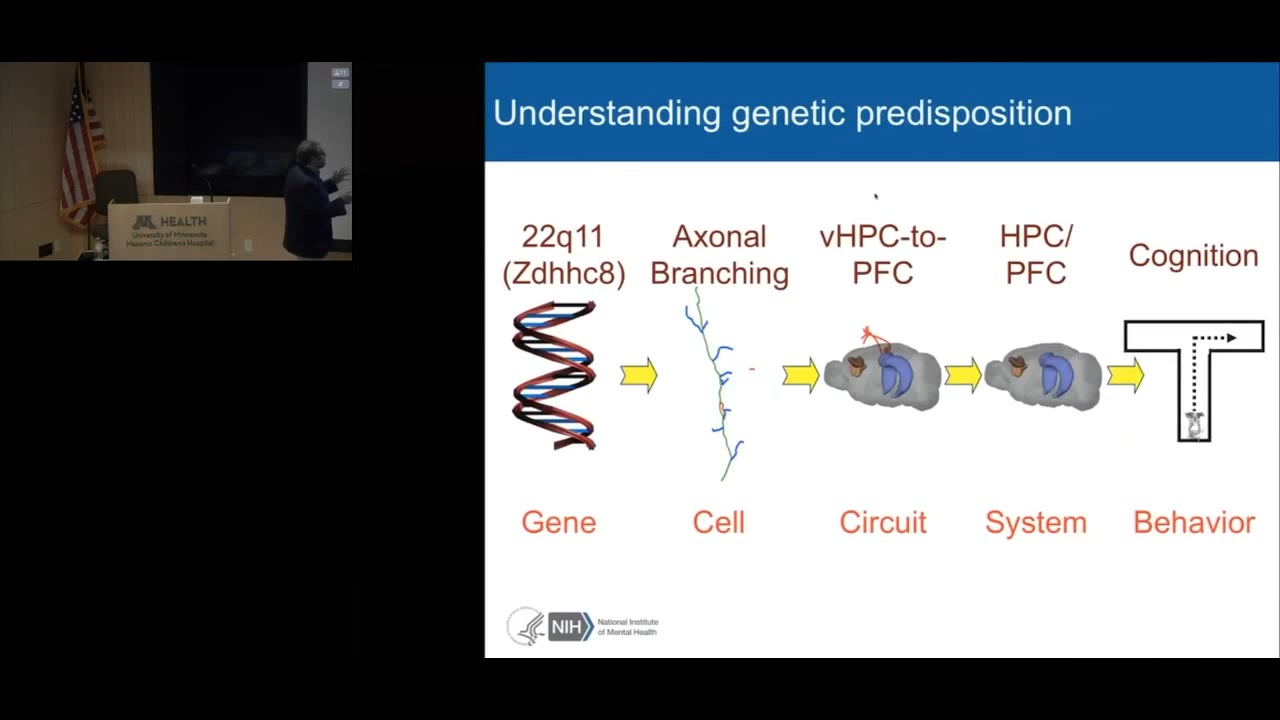 Understanding genetic predisposition
22q11
(Zdhhc8)
Axonal
Branching
vHPC-to-
PFC
HPC/
PFC
Cognition
Gene
Cell
Circuit
System
Behavior
NIH
National Institute
of Mental Health
M HEALTH
University of Minnesota
Masonic Children's Hospital